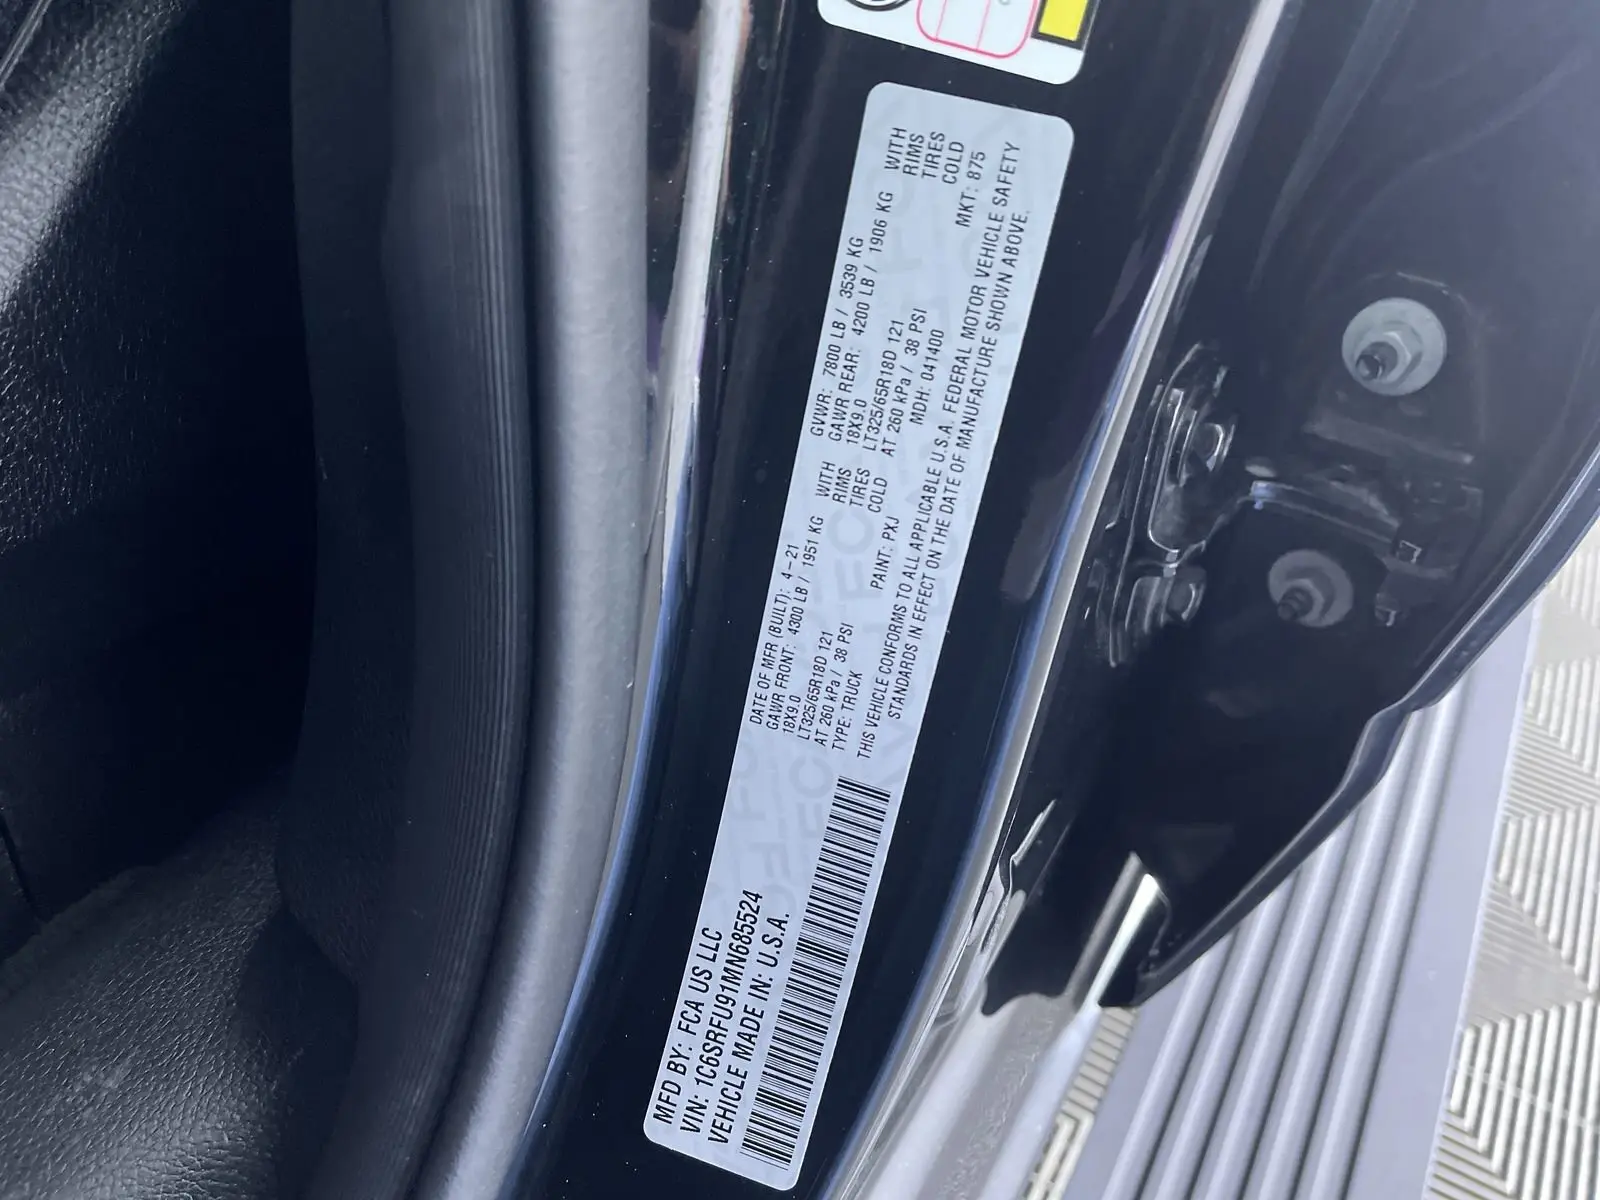 MFD BY: FCA US LLC
VIN: 1C6SRFU91MN685524
VEHICLE MADE IN: U.S.A.
DATE OF MFR (BUILT): 4-21 GVWR: 7800 LB / 3539 KG
GAWR FRONT: 4300 LB / 1951 KG WITH GAWR REAR: 4200 LB / 1906 KG WITH
18X9.0 RIMS 18X9.0 RIMS
LT325/65R18D 121 TIRES LT325/65R18D 121 TIRES
AT 260 kPa / 38 PSI COLD AT 260 kPa / 38 PSI COLD
TYPE: TRUCK PAINT: PXJ MDH: 041400 MKT: 875
THIS VEHICLE CONFORMS TO ALL APPLICABLE U.S.A. FEDERAL MOTOR VEHICLE SAFETY
STANDARDS IN EFFECT ON THE DATE OF MANUFACTURE SHOWN ABOVE.